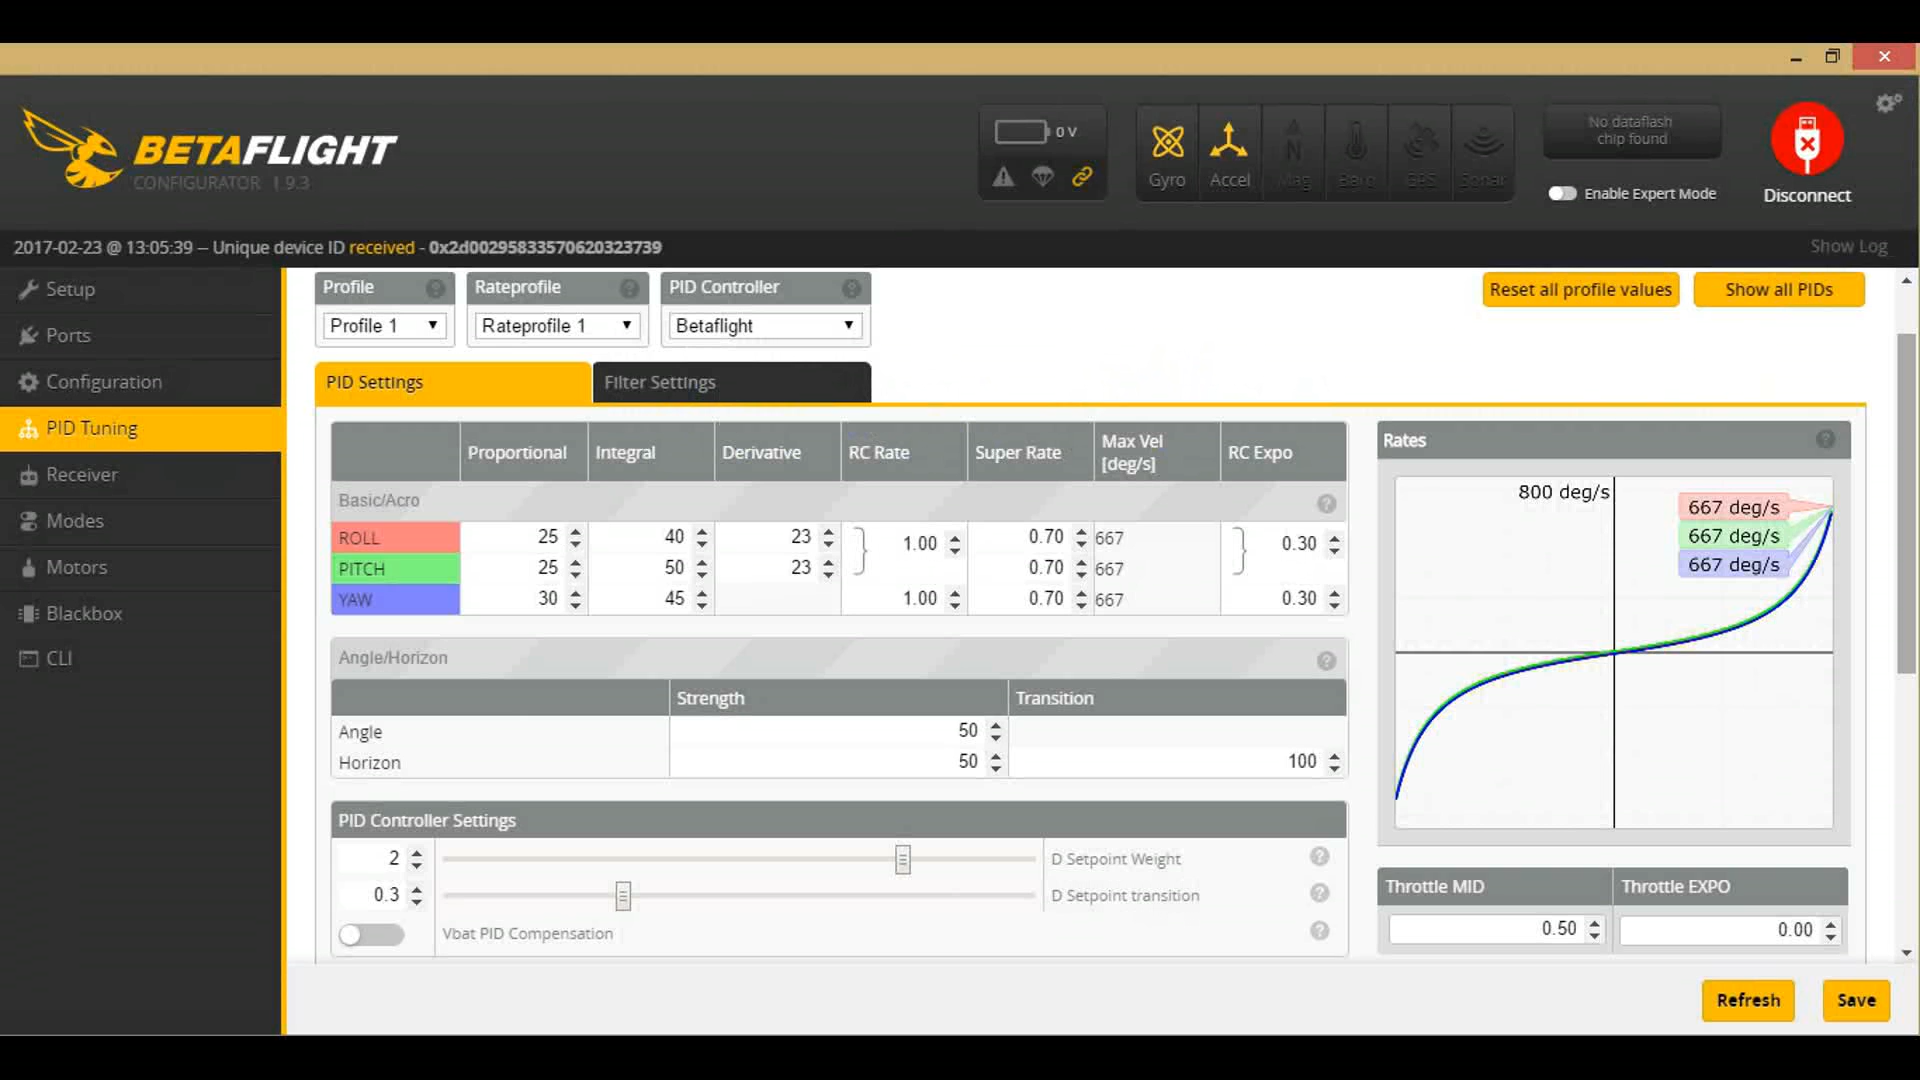 BETAFLIGHT
CONFIGURATOR 1.9.3
0 V
Gyro
Accel
Mag
Baro
GPS
Sonar
No dataflash
chip found
Enable Expert Mode
Disconnect
2017-02-23 @ 13:05:39 -- Unique device ID received - 0x2d00295833570620323739
Show Log
Setup
Ports
Configuration
PID Tuning
Receiver
Modes
Motors
Blackbox
CLI
Profile
Rateprofile
PID Controller
Profile 1
Rateprofile 1
Betaflight
Reset all profile values
Show all PIDs
PID Settings
Filter Settings
Proportional Integral Derivative RC Rate Super Rate Max Vel [deg/s] RC Expo
Basic/Acro
ROLL 25 40 23 1.00 0.70 667 0.30
PITCH 25 50 23 0.70 667
YAW 30 45 1.00 0.70 667 0.30
Angle/Horizon
Strength Transition
Angle 50
Horizon 50 100
PID Controller Settings
2 D Setpoint Weight
0.3 D Setpoint transition
Vbat PID Compensation
Rates
800 deg/s
667 deg/s
667 deg/s
667 deg/s
Throttle MID Throttle EXPO
0.50 0.00
Refresh
Save